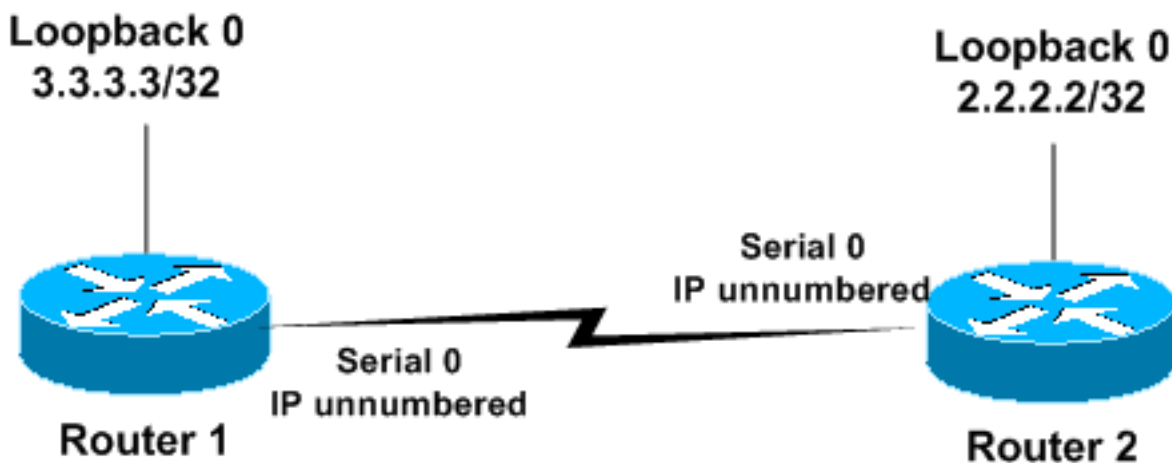 Loopback 0
3.3.3.3/32
Loopback 0
2.2.2.2/32
Serial 0
IP unnumbered
Serial 0
IP unnumbered
Router 1
Router 2